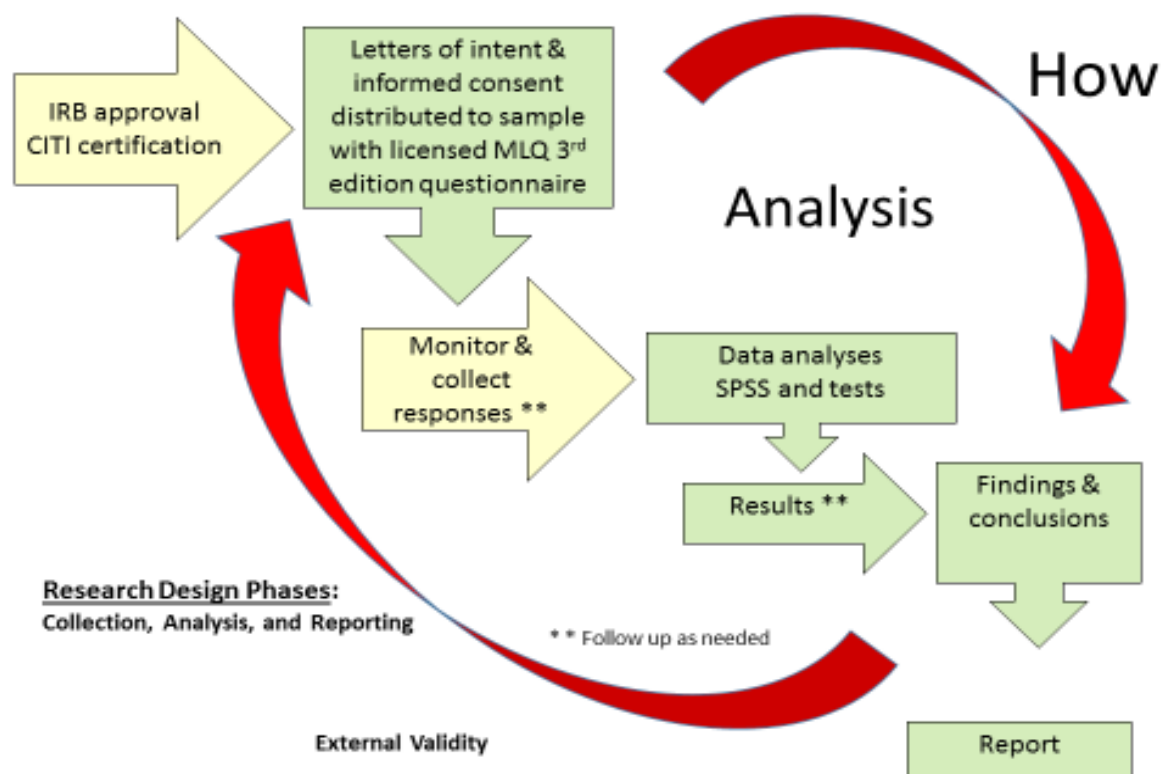 IRB approval
CITI certification
Letters of intent &
informed consent
distributed to sample
with licensed MLQ 3rd
edition questionnaire
How
Analysis
Monitor &
collect
responses **
Data analyses
SPSS and tests
Results **
Findings &
conclusions
Research Design Phases:
Collection, Analysis, and Reporting
* * Follow up as needed
External Validity
Report